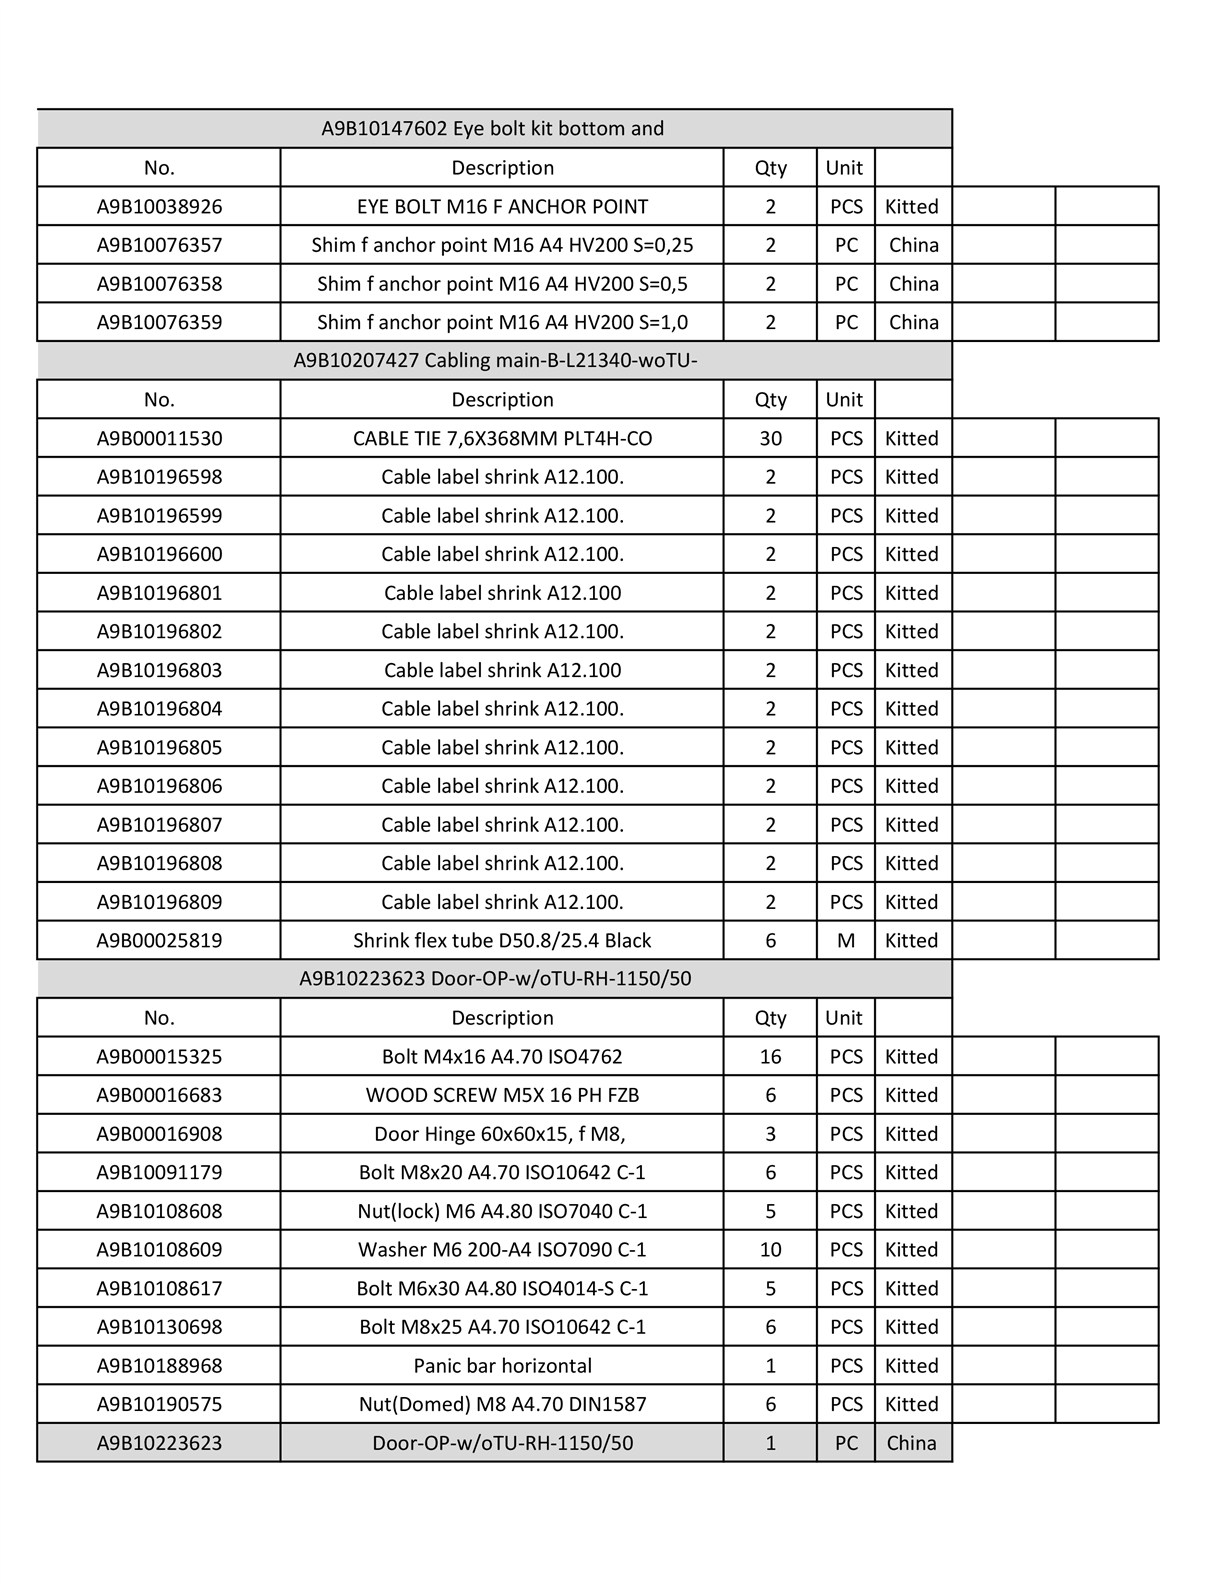 A9B10147602 Eye bolt kit bottom and
No. Description Qty Unit
A9B10038926 EYE BOLT M16 F ANCHOR POINT 2 PCS Kitted
A9B10076357 Shim f anchor point M16 A4 HV200 S=0,25 2 PC China
A9B10076358 Shim f anchor point M16 A4 HV200 S=0,5 2 PC China
A9B10076359 Shim f anchor point M16 A4 HV200 S=1,0 2 PC China
A9B10207427 Cabling main-B-L21340-woTU-
No. Description Qty Unit
A9B00011530 CABLE TIE 7,6X368MM PLT4H-CO 30 PCS Kitted
A9B10196598 Cable label shrink A12.100. 2 PCS Kitted
A9B10196599 Cable label shrink A12.100. 2 PCS Kitted
A9B10196600 Cable label shrink A12.100. 2 PCS Kitted
A9B10196801 Cable label shrink A12.100 2 PCS Kitted
A9B10196802 Cable label shrink A12.100. 2 PCS Kitted
A9B10196803 Cable label shrink A12.100 2 PCS Kitted
A9B10196804 Cable label shrink A12.100. 2 PCS Kitted
A9B10196805 Cable label shrink A12.100. 2 PCS Kitted
A9B10196806 Cable label shrink A12.100. 2 PCS Kitted
A9B10196807 Cable label shrink A12.100. 2 PCS Kitted
A9B10196808 Cable label shrink A12.100. 2 PCS Kitted
A9B10196809 Cable label shrink A12.100. 2 PCS Kitted
A9B00025819 Shrink flex tube D50.8/25.4 Black 6 M Kitted
A9B10223623 Door-OP-w/oTU-RH-1150/50
No. Description Qty Unit
A9B00015325 Bolt M4x16 A4.70 ISO4762 16 PCS Kitted
A9B00016683 WOOD SCREW M5X 16 PH FZB 6 PCS Kitted
A9B00016908 Door Hinge 60x60x15, f M8, 3 PCS Kitted
A9B10091179 Bolt M8x20 A4.70 ISO10642 C-1 6 PCS Kitted
A9B10108608 Nut(lock) M6 A4.80 ISO7040 C-1 5 PCS Kitted
A9B10108609 Washer M6 200-A4 ISO7090 C-1 10 PCS Kitted
A9B10108617 Bolt M6x30 A4.80 ISO4014-S C-1 5 PCS Kitted
A9B10130698 Bolt M8x25 A4.70 ISO10642 C-1 6 PCS Kitted
A9B10188968 Panic bar horizontal 1 PCS Kitted
A9B10190575 Nut(Domed) M8 A4.70 DIN1587 6 PCS Kitted
A9B10223623 Door-OP-w/oTU-RH-1150/50 1 PC China